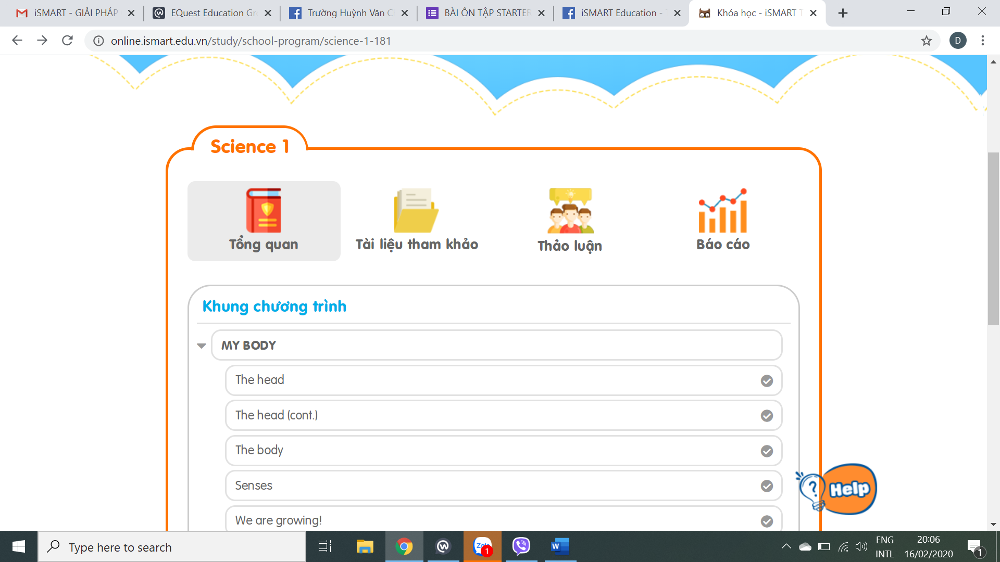 iSMART - GIẢI PHÁP
EQuest Education Gr
Trường Huỳnh Văn Ch
BÀI ÔN TẬP STARTER
iSMART Education -
Khóa học - iSMART T
online.ismart.edu.vn/study/school-program/science-1-181
D
Science 1
Tổng quan
Tài liệu tham khảo
Thảo luận
Báo cáo
Khung chương trình
MY BODY
The head
The head (cont.)
The body
Senses
We are growing!
? Help
Type here to search
Zalo 1
W
ENG
INTL
20:06
16/02/2020
1